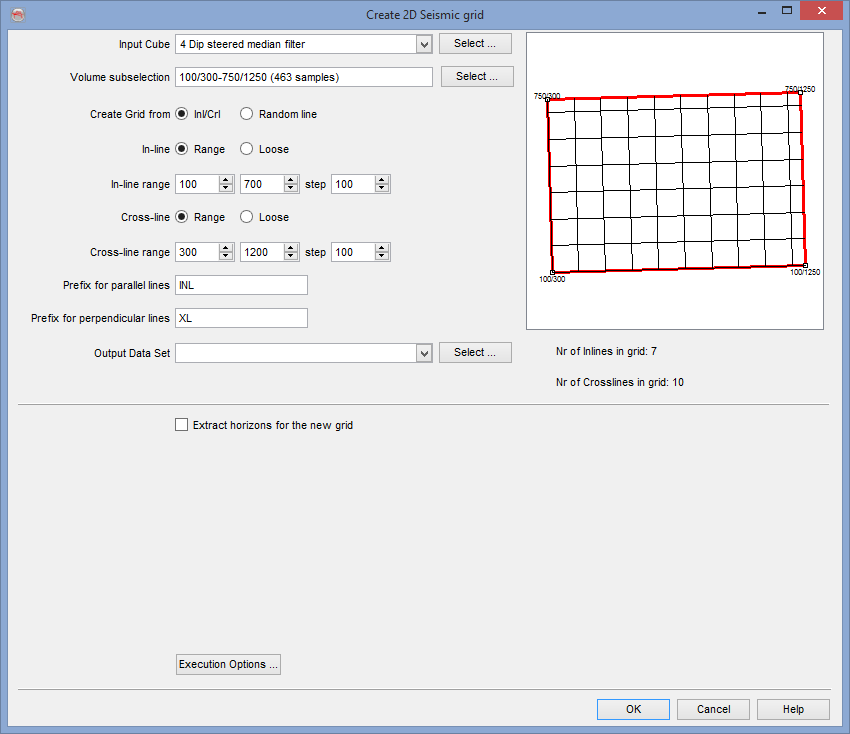 Create 2D Seismic grid
Input Cube 4 Dip steered median filter Select ...
Volume subselection 100/300-750/1250 (463 samples) Select ...
Create Grid from Inl/Crl Random line
In-line Range Loose
In-line range 100 700 step 100
Cross-line Range Loose
Cross-line range 300 1200 step 100
Prefix for parallel lines INL
Prefix for perpendicular lines XL
Output Data Set Select ...
750/300 750/1250
100/300 100/1250
Nr of Inlines in grid: 7
Nr of Crosslines in grid: 10
Extract horizons for the new grid
Execution Options ...
OK Cancel Help